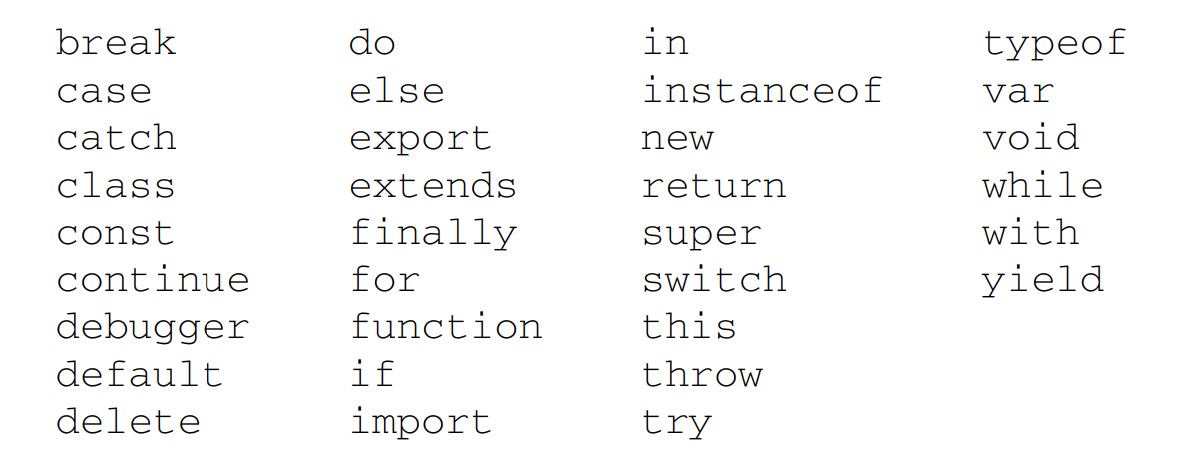 break do in typeof
case else instanceof var
catch export new void
class extends return while
const finally super with
continue for switch yield
debugger function this
default if throw
delete import try